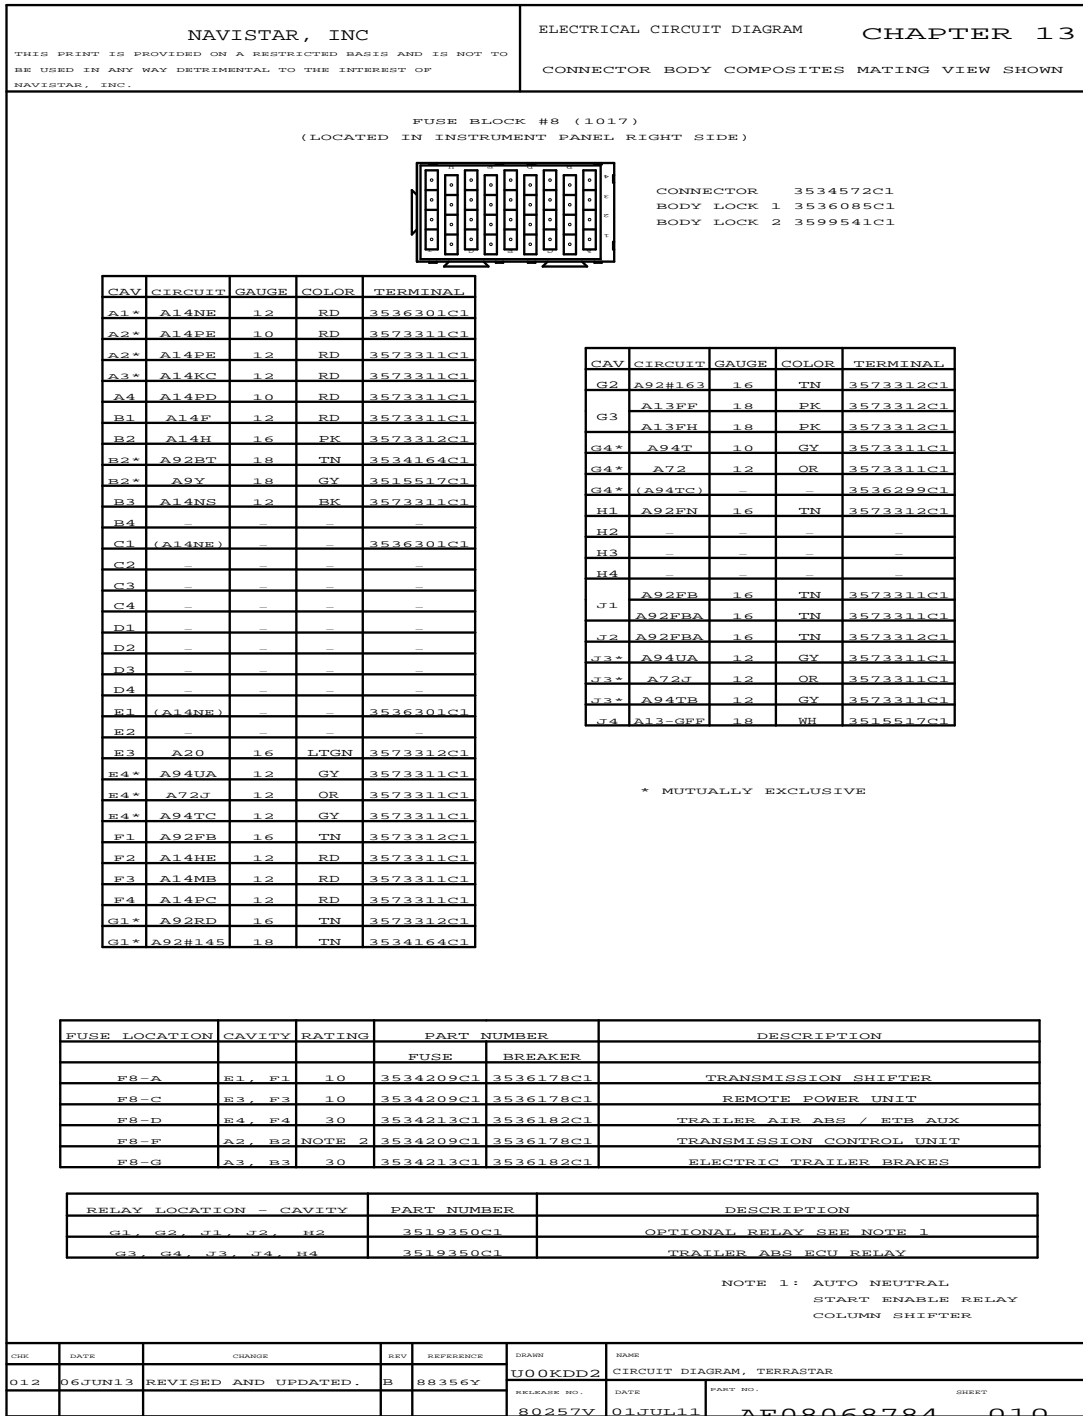 NAVISTAR, INC
THIS PRINT IS PROVIDED ON A RESTRICTED BASIS AND IS NOT TO
BE USED IN ANY WAY DETRIMENTAL TO THE INTEREST OF
NAVISTAR, INC.
ELECTRICAL CIRCUIT DIAGRAM CHAPTER 13
CONNECTOR BODY COMPOSITES MATING VIEW SHOWN
FUSE BLOCK #8 (1017)
(LOCATED IN INSTRUMENT PANEL RIGHT SIDE)
CONNECTOR 3534572C1
BODY LOCK 1 3536085C1
BODY LOCK 2 3599541C1
CAV CIRCUIT GAUGE COLOR TERMINAL
A1* A14NE 12 RD 3536301C1
A2* A14PE 10 RD 3573311C1
A2* A14PE 12 RD 3573311C1
A3* A14KC 12 RD 3573311C1
A4 A14PD 10 RD 3573311C1
B1 A14F 12 RD 3573311C1
B2 A14H 16 PK 3573312C1
B2* A92BT 18 TN 3534164C1
B2* A9Y 18 GY 3515517C1
B3 A14NS 12 BK 3573311C1
B4 – – – –
C1 (A14NE) – – 3536301C1
C2 – – – –
C3 – – – –
C4 – – – –
D1 – – – –
D2 – – – –
D3 – – – –
D4 – – – –
E1 (A14NE) – – 3536301C1
E2 – – – –
E3 A20 16 LTGN 3573312C1
E4* A94UA 12 GY 3573311C1
E4* A72J 12 OR 3573311C1
E4* A94TC 12 GY 3573311C1
F1 A92FB 16 TN 3573312C1
F2 A14HE 12 RD 3573311C1
F3 A14MB 12 RD 3573311C1
F4 A14PC 12 RD 3573311C1
G1* A92RD 16 TN 3573312C1
G1* A92#145 18 TN 3534164C1
CAV CIRCUIT GAUGE COLOR TERMINAL
G2 A92#163 16 TN 3573312C1
G3 A13FF 18 PK 3573312C1
A13FH 18 PK 3573312C1
G4* A94T 10 GY 3573311C1
G4* A72 12 OR 3573311C1
G4* (A94TC) – – 3536299C1
H1 A92FN 16 TN 3573312C1
H2 – – – –
H3 – – – –
H4 – – – –
J1 A92FB 16 TN 3573311C1
A92FBA 16 TN 3573311C1
J2 A92FBA 16 TN 3573312C1
J3* A94UA 12 GY 3573311C1
J3* A72J 12 OR 3573311C1
J3* A94TB 12 GY 3573311C1
J4 A13-GFF 18 WH 3515517C1
* MUTUALLY EXCLUSIVE
FUSE LOCATION CAVITY RATING PART NUMBER DESCRIPTION
FUSE BREAKER
F8-A E1, F1 10 3534209C1 3536178C1 TRANSMISSION SHIFTER
F8-C E3, F3 10 3534209C1 3536178C1 REMOTE POWER UNIT
F8-D E4, F4 30 3534213C1 3536182C1 TRAILER AIR ABS / ETB AUX
F8-F A2, B2 NOTE 2 3534209C1 3536178C1 TRANSMISSION CONTROL UNIT
F8-G A3, B3 30 3534213C1 3536182C1 ELECTRIC TRAILER BRAKES
RELAY LOCATION – CAVITY PART NUMBER DESCRIPTION
G1, G2, J1, J2, H2 3519350C1 OPTIONAL RELAY SEE NOTE 1
G3, G4, J3, J4, H4 3519350C1 TRAILER ABS ECU RELAY
NOTE 1: AUTO NEUTRAL
START ENABLE RELAY
COLUMN SHIFTER
CHK DATE CHANGE REV REFERENCE DRAWN NAME
012 06JUN13 REVISED AND UPDATED. B 88356Y U00KDD2 CIRCUIT DIAGRAM, TERRASTAR
RELEASE NO. DATE PART NO. SHEET
80257V 01JUL11 AE08068784 010